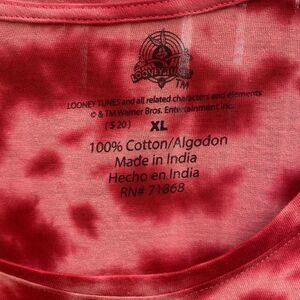 LOONEY TUNES
TM
LOONEY TUNES and all related characters and elements
© & TM Warner Bros. Entertainment Inc.
(S20) XL
100% Cotton/Algodon
Made in India
Hecho en India
RN# 71868